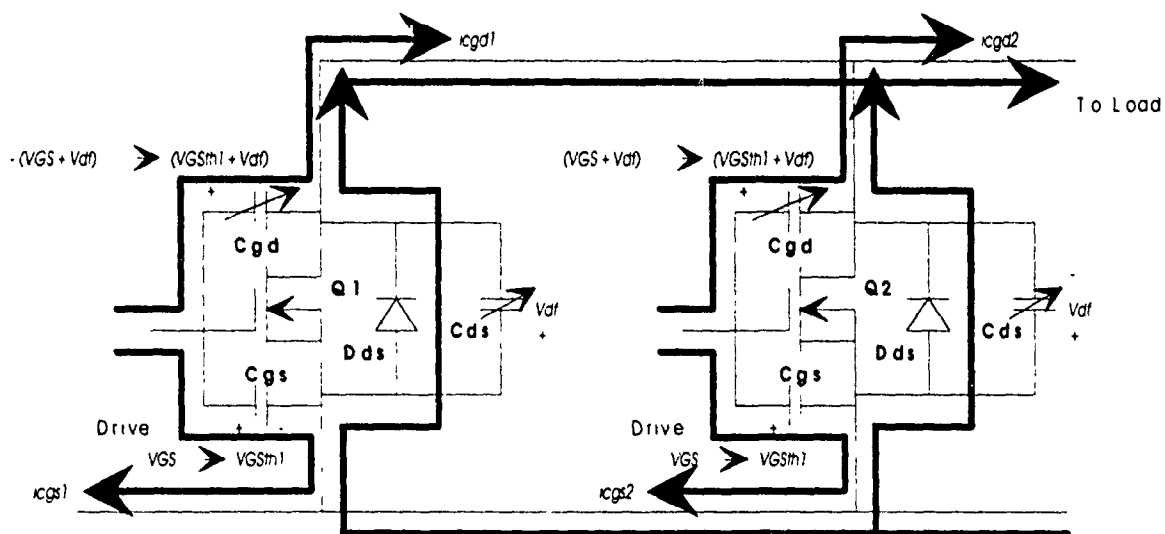 icgd1
icgd2
To Load
- (VGS + Vdf) (VGSth1 + Vdf)
(VGS + Vdf) (VGSth1 + Vdf)
+
+
Cgd
Cgd
Q1
Q2
-
Vdf
+
Vdf
+
Cds
Cds
Dds
Dds
Cgs
Cgs
Drive
+ -
Drive
+ -
VGS VGSth1
VGS VGSth1
icgs1
icgs2